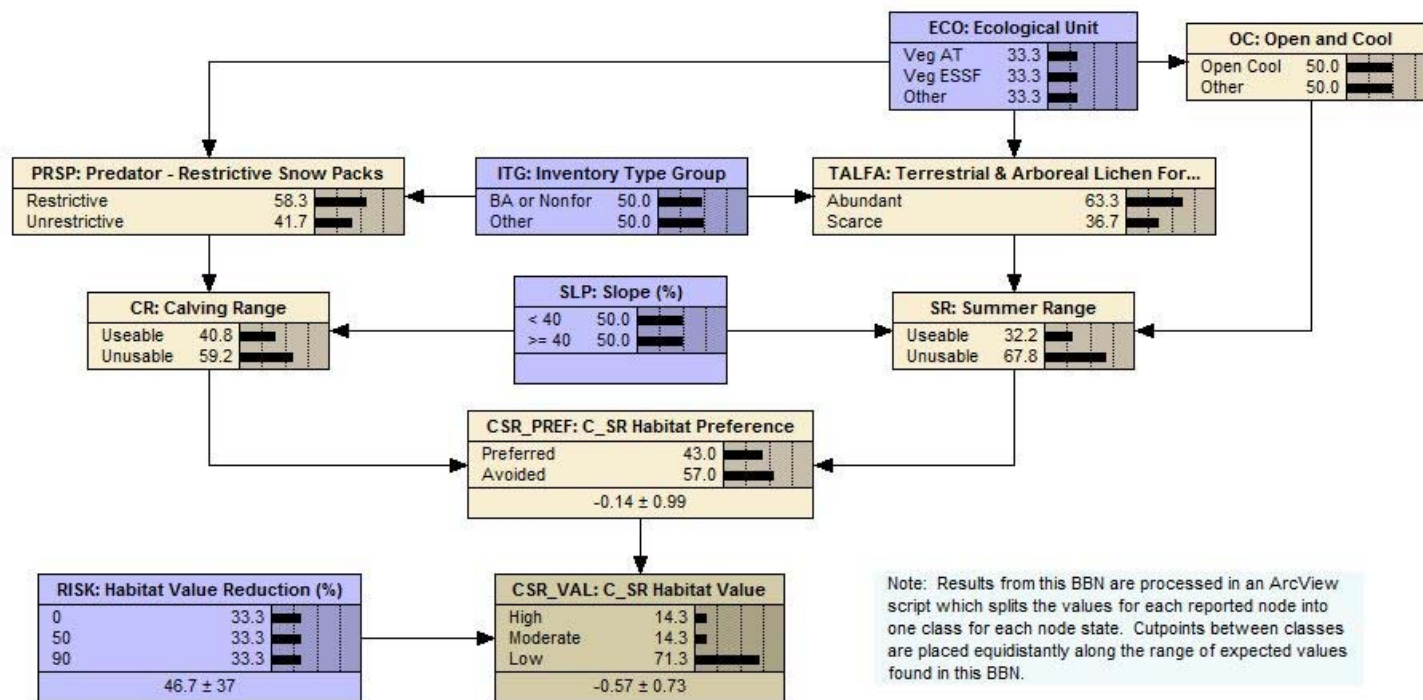 ECO: Ecological Unit
Veg AT 33.3
Veg ESSF 33.3
Other 33.3
OC: Open and Cool
Open Cool 50.0
Other 50.0
PRSP: Predator - Restrictive Snow Packs
Restrictive 58.3
Unrestrictive 41.7
ITG: Inventory Type Group
BA or Nonfor 50.0
Other 50.0
TALFA: Terrestrial & Arboreal Lichen For...
Abundant 63.3
Scarce 36.7
CR: Calving Range
Useable 40.8
Unusable 59.2
SLP: Slope (%)
< 40 50.0
>= 40 50.0
SR: Summer Range
Useable 32.2
Unusable 67.8
CSR_PREF: C_SR Habitat Preference
Preferred 43.0
Avoided 57.0
-0.14 ± 0.99
RISK: Habitat Value Reduction (%)
0 33.3
50 33.3
90 33.3
46.7 ± 37
CSR_VAL: C_SR Habitat Value
High 14.3
Moderate 14.3
Low 71.3
-0.57 ± 0.73
Note: Results from this BBN are processed in an ArcView
script which splits the values for each reported node into
one class for each node state. Cutpoints between classes
are placed equidistantly along the range of expected values
found in this BBN.